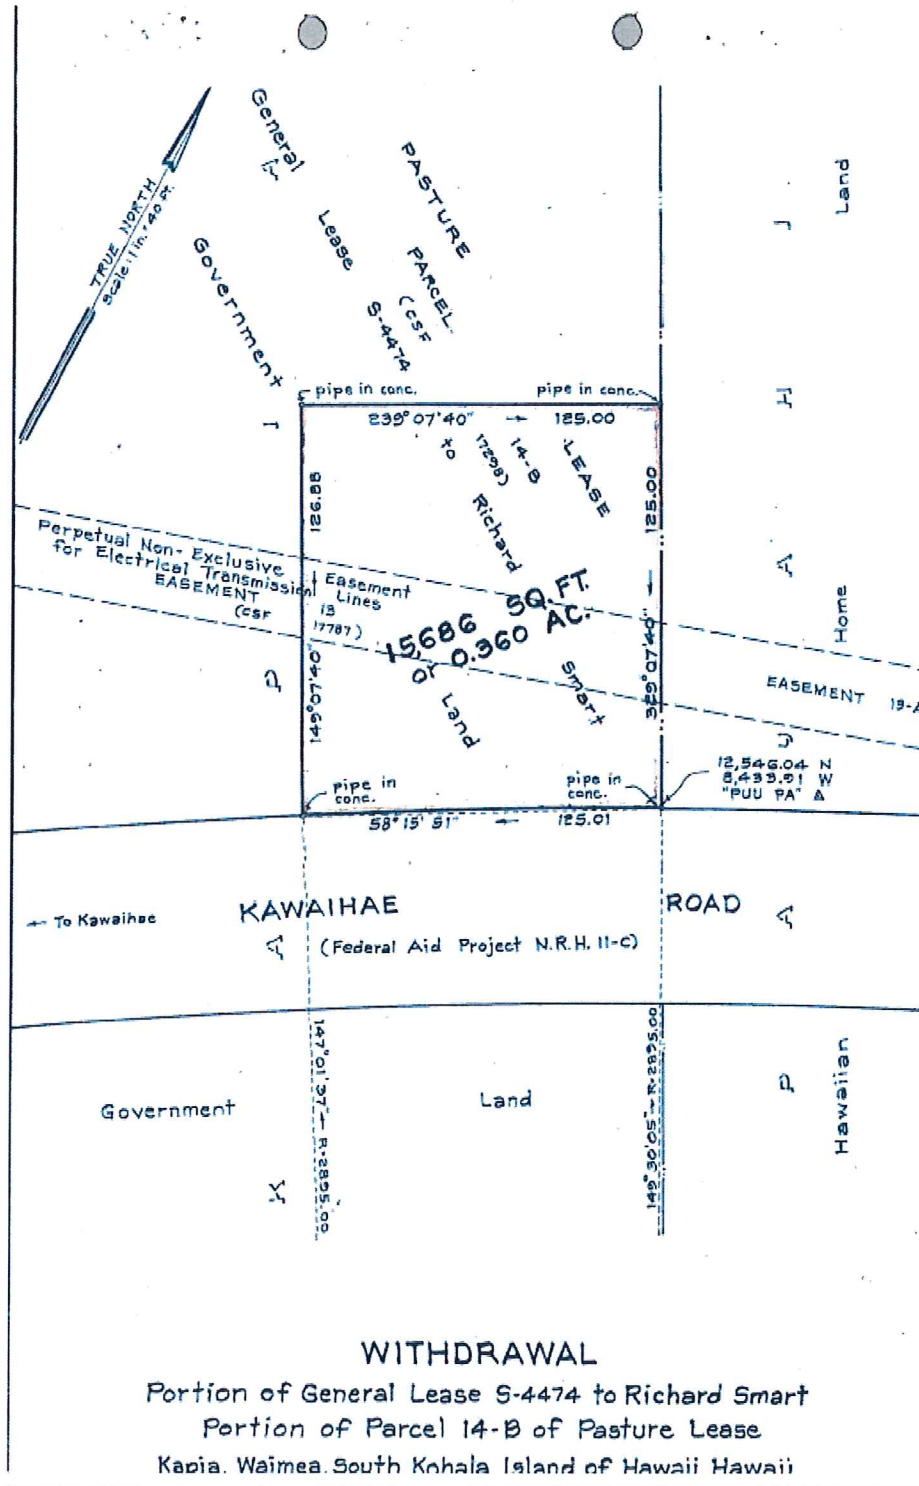 TRUE NORTH
Scale: 1 in. = 40 Ft.
General
Lease
S-4474
to
Richard
Smart
PASTURE
PARCEL
14-B
LEASE
(CSF
17298)
Government
Land
pipe in conc.
pipe in conc.
239° 07' 40" → 125.00
126.88
149° 07' 40"
125.00
329° 07' 40"
Perpetual Non-Exclusive Easement
for Electrical Transmission Lines
EASEMENT 13
(CSF 17787)
15,686 SQ. FT.
or 0.360 AC.
EASEMENT 19-A
12,546.04 N
8,439.91 W
"PUU PA" Δ
pipe in
conc.
pipe in
conc.
58° 15' 51" ← 125.01
← To Kawaihae
KAWAIHAE ROAD
(Federal Aid Project N.R.H. 11-C)
147° 01' 37" ← R=2895.00
149° 30' 05" ← R=2895.00
Government Land
K A P I A
P A U A H I
Hawaiian Home Land
WITHDRAWAL
Portion of General Lease S-4474 to Richard Smart
Portion of Parcel 14-B of Pasture Lease
Kapia, Waimea, South Kohala Island of Hawaii Hawaii